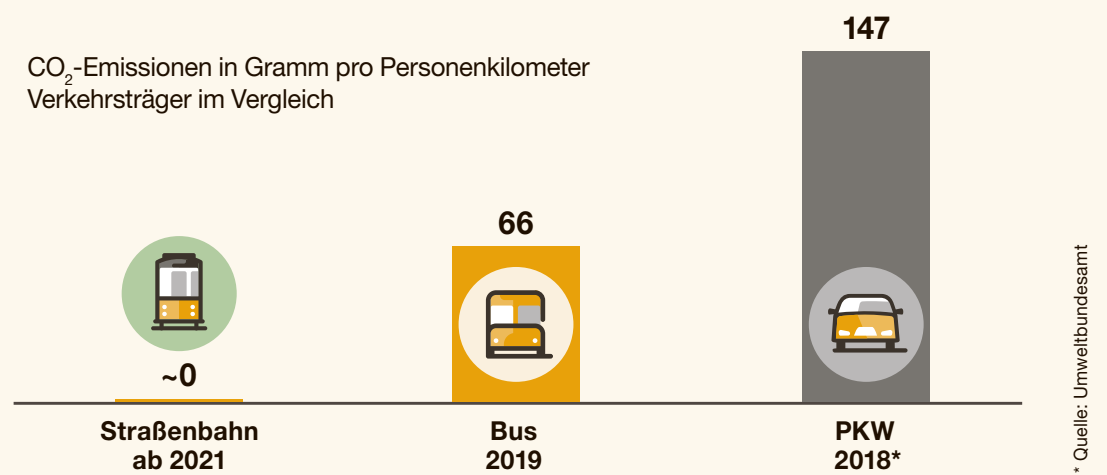 CO₂-Emissionen in Gramm pro Personenkilometer
Verkehrsträger im Vergleich
147
66
~0
Straßenbahn
ab 2021
Bus
2019
PKW
2018*
* Quelle: Umweltbundesamt